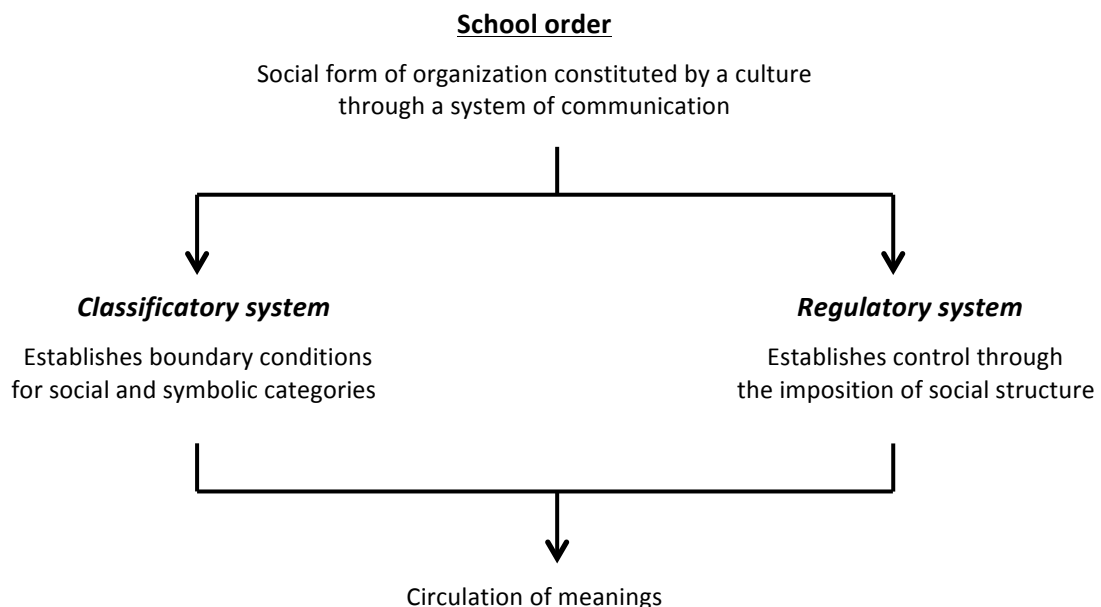 School order
Social form of organization constituted by a culture
through a system of communication
Classificatory system
Establishes boundary conditions
for social and symbolic categories
Regulatory system
Establishes control through
the imposition of social structure
Circulation of meanings